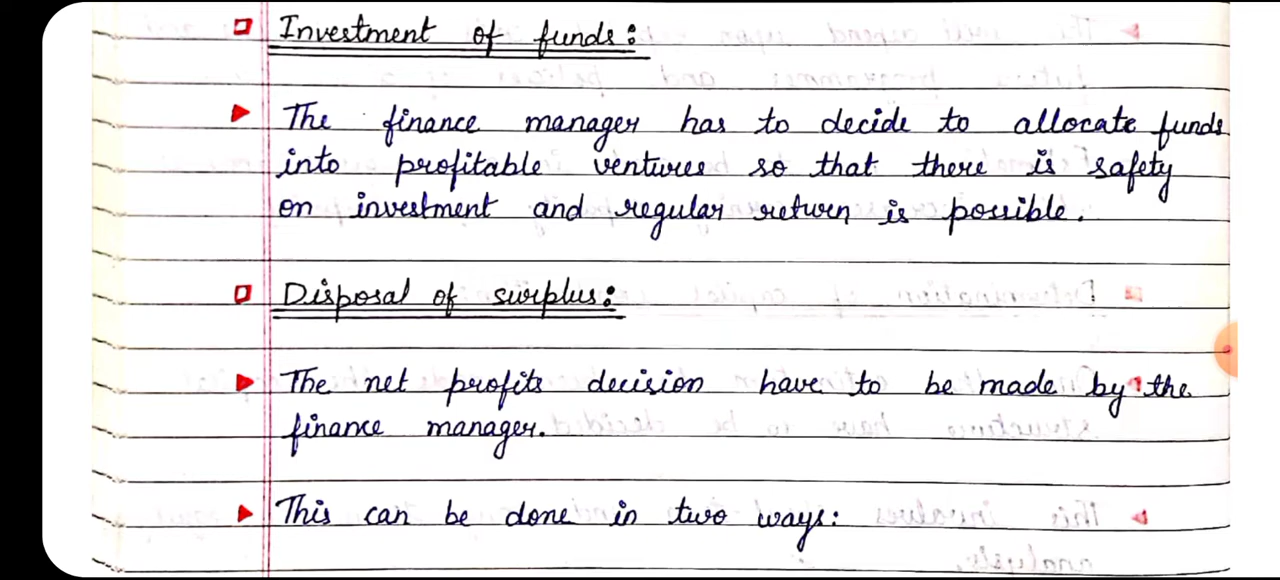 Investment of funds:
The finance manager has to decide to allocate funds
into profitable ventures so that there is safety
on investment and regular return is possible.
Disposal of surplus:
The net profits decision have to be made by the
finance manager.
This can be done in two ways: